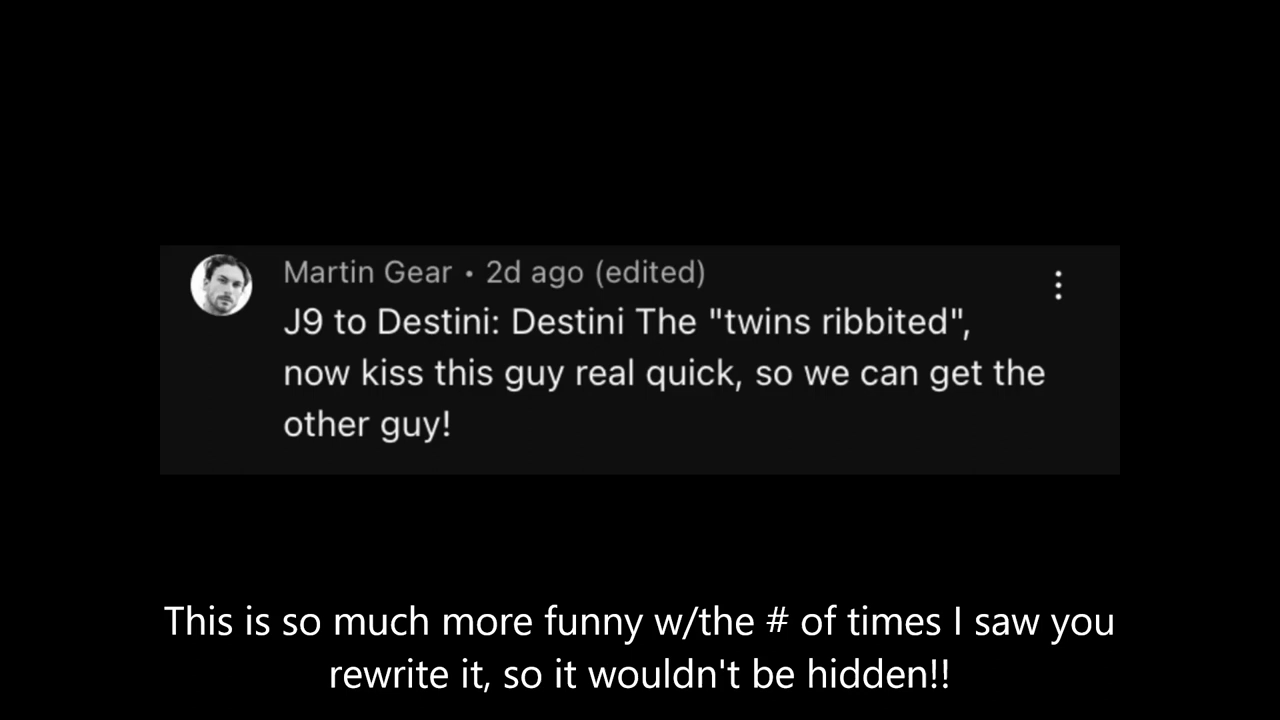 Martin Gear • 2d ago (edited)
J9 to Destini: Destini The "twins ribbited",
now kiss this guy real quick, so we can get the
other guy!
This is so much more funny w/the # of times I saw you
rewrite it, so it wouldn't be hidden!!